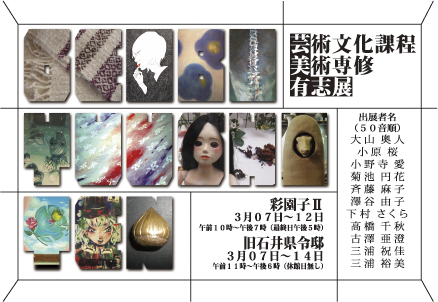 芸術文化課程
美術専修
有志展
出展者名
（５０音順）
大山 奥人
小原 桜
小野寺 愛
菊池 円花
斉藤 麻子
澤谷 由子
下村 さくら
高橋 千秋
古澤 亜澄
三浦 祝佳
三浦 裕美
彩園子Ⅱ
３月０７日〜１２日
午前１０時〜午後７時（最終日午後５時）
旧石井県令邸
３月０７日〜１４日
午前１１時〜午後６時（休館日無し）